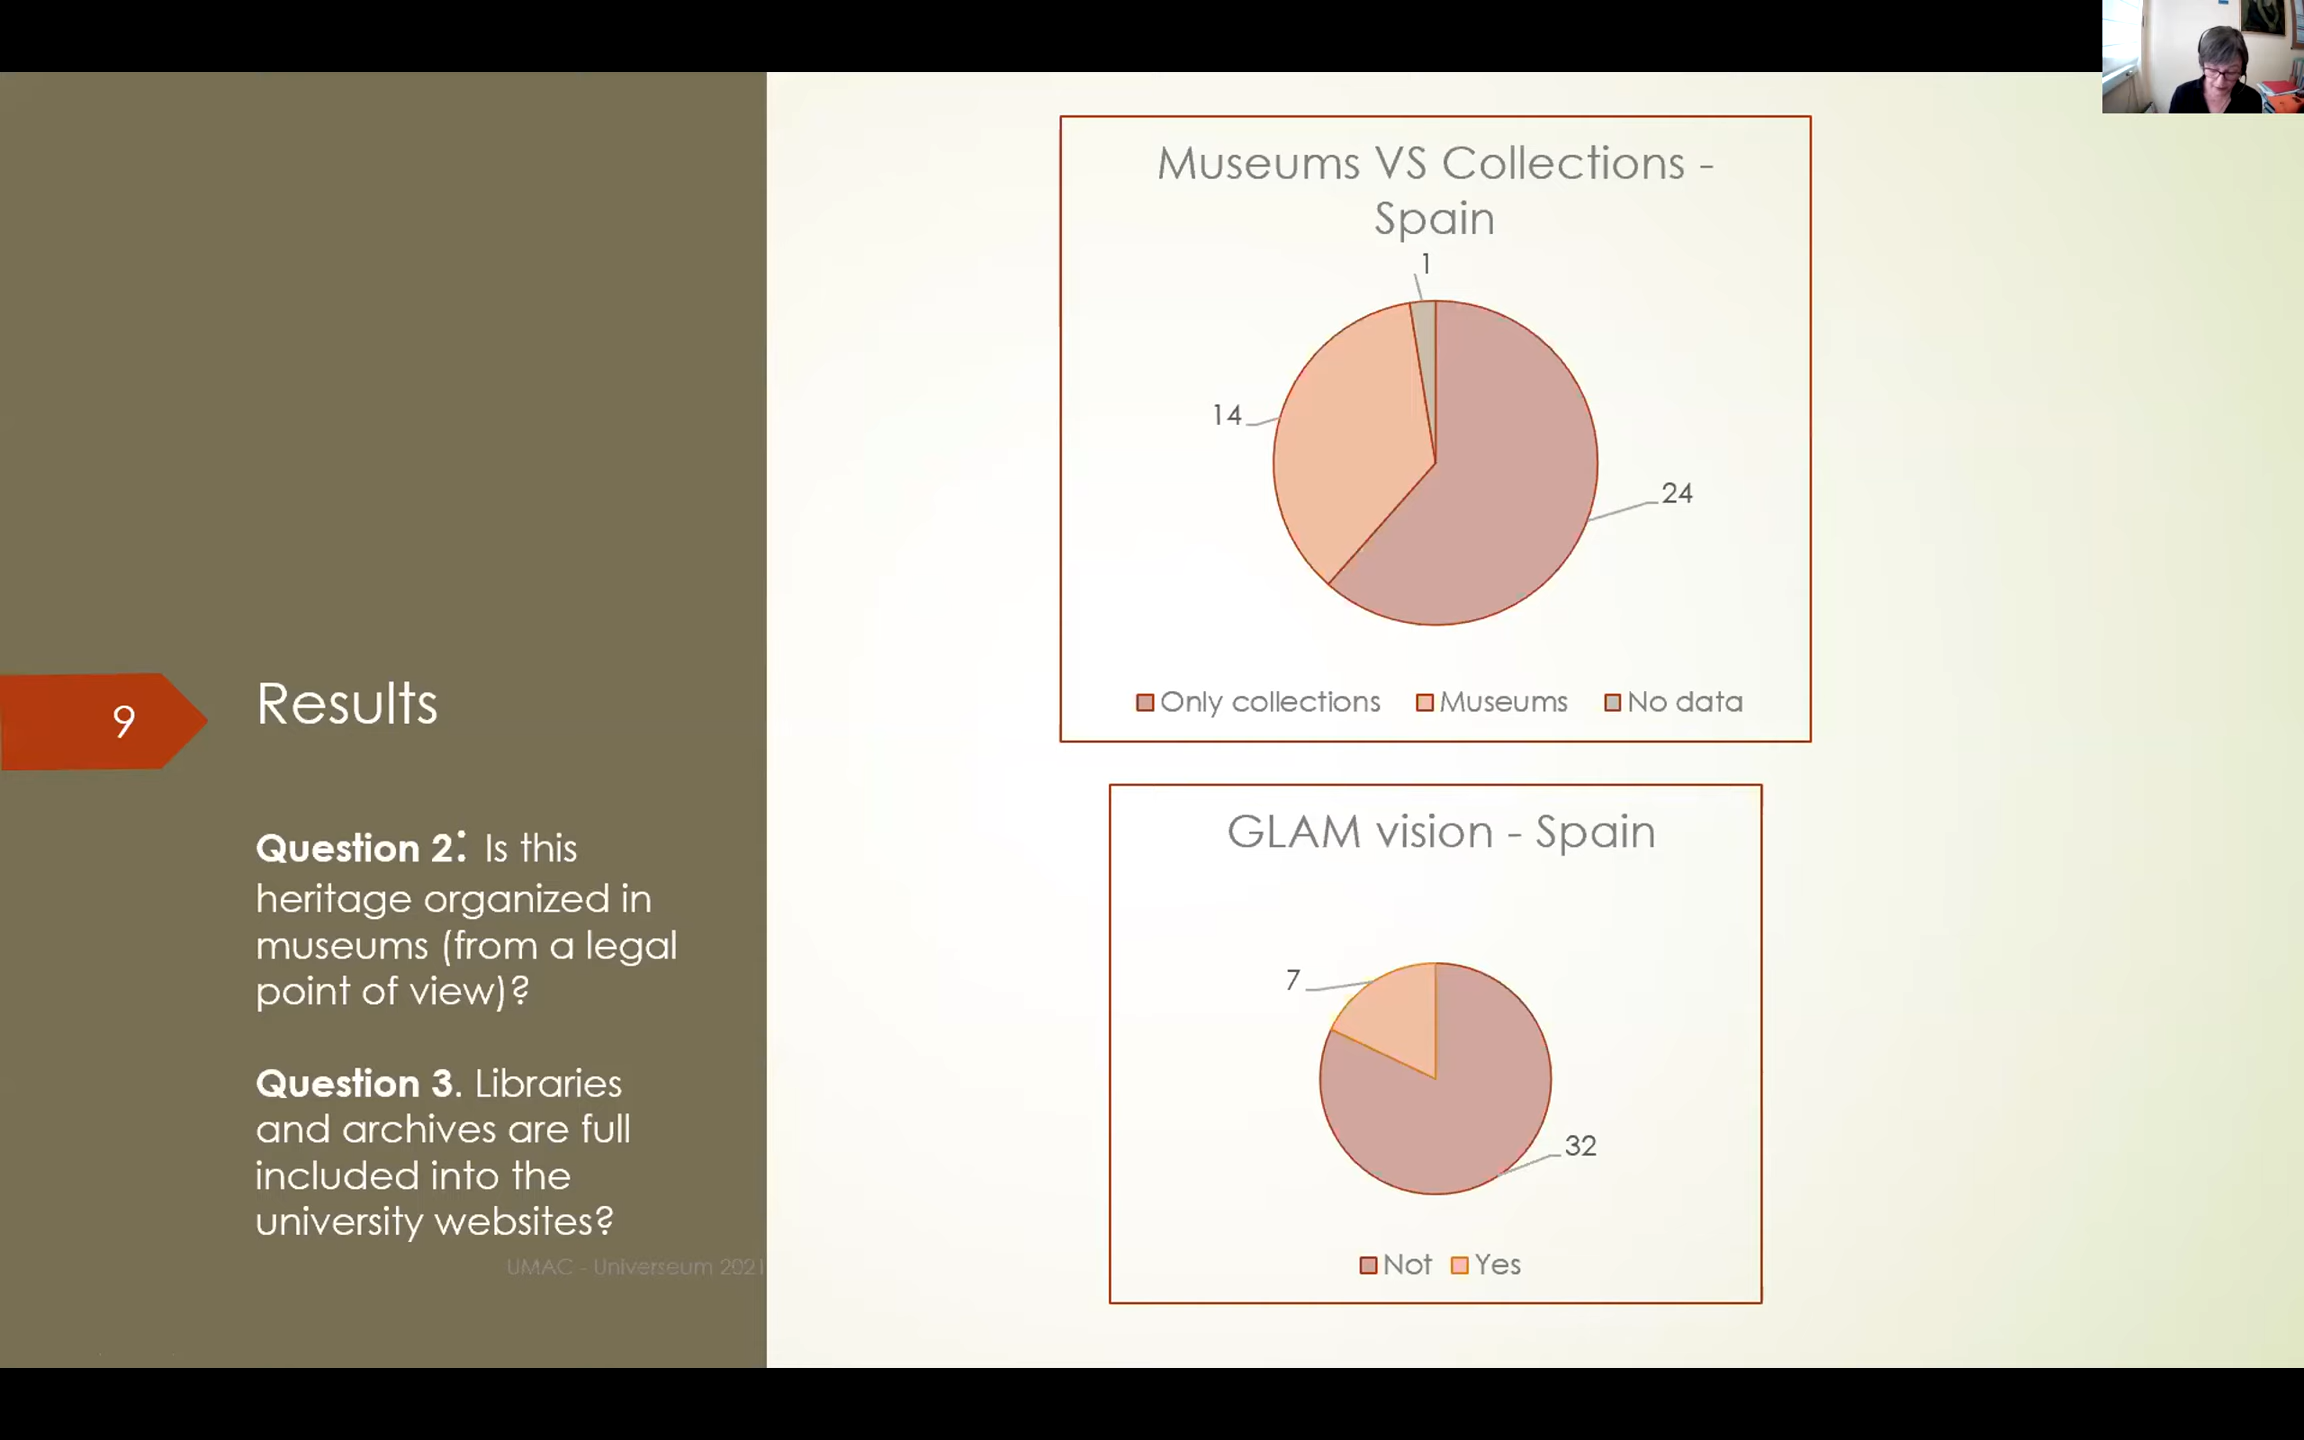 9
Results
Question 2: Is this
heritage organized in
museums (from a legal
point of view)?
Question 3. Libraries
and archives are full
included into the
university websites?
UMAC - Universeum 2021
Museums VS Collections -
Spain
1
14
24
Only collections Museums No data
GLAM vision - Spain
7
32
Not Yes